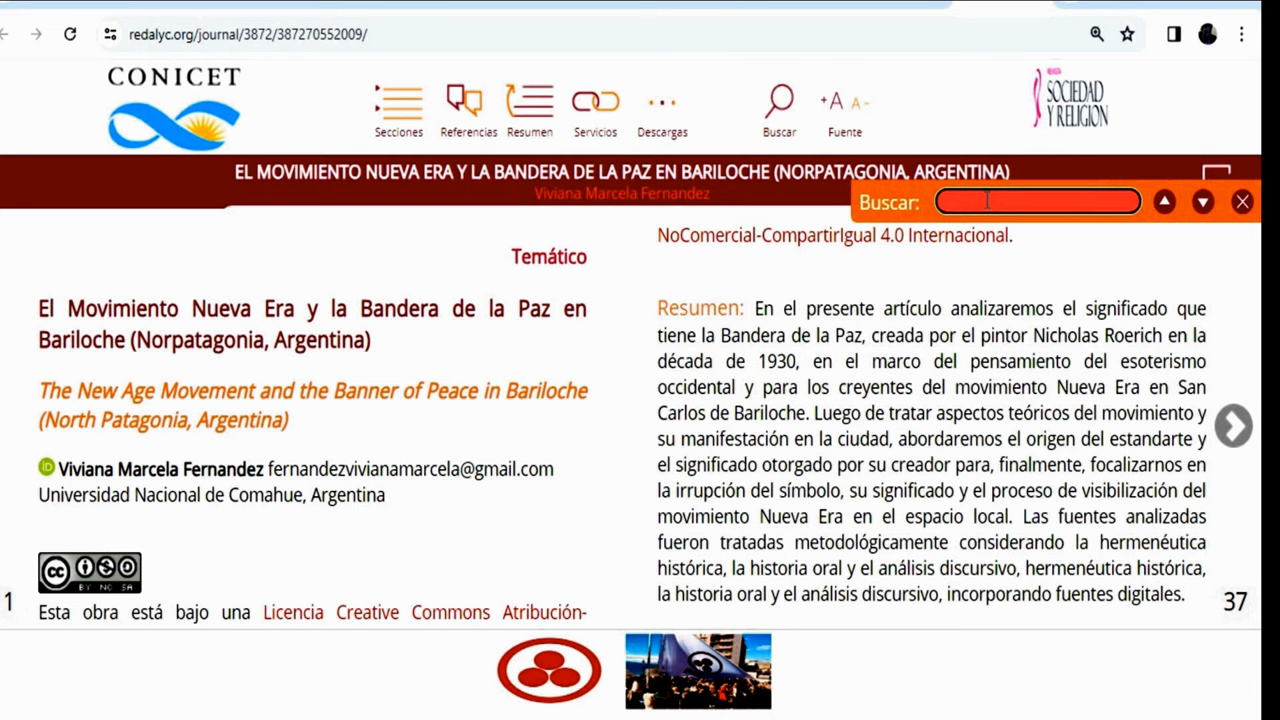 redalyc.org/journal/3872/387270552009/
CONICET
Secciones
Referencias
Resumen
Servicios
Descargas
Buscar
+A A-
Fuente
REVISTA
SOCIEDAD
Y RELIGIÓN
EL MOVIMIENTO NUEVA ERA Y LA BANDERA DE LA PAZ EN BARILOCHE (NORPATAGONIA, ARGENTINA)
Viviana Marcela Fernandez
Buscar:
Temático
El Movimiento Nueva Era y la Bandera de la Paz en
Bariloche (Norpatagonia, Argentina)
The New Age Movement and the Banner of Peace in Bariloche
(North Patagonia, Argentina)
iD Viviana Marcela Fernandez fernandezvivianamarcela@gmail.com
Universidad Nacional de Comahue, Argentina
cc
BY NC SA
Esta obra está bajo una Licencia Creative Commons Atribución-
1
NoComercial-CompartirIgual 4.0 Internacional.
Resumen: En el presente artículo analizaremos el significado que
tiene la Bandera de la Paz, creada por el pintor Nicholas Roerich en la
década de 1930, en el marco del pensamiento del esoterismo
occidental y para los creyentes del movimiento Nueva Era en San
Carlos de Bariloche. Luego de tratar aspectos teóricos del movimiento y
su manifestación en la ciudad, abordaremos el origen del estandarte y
el significado otorgado por su creador para, finalmente, focalizarnos en
la irrupción del símbolo, su significado y el proceso de visibilización del
movimiento Nueva Era en el espacio local. Las fuentes analizadas
fueron tratadas metodológicamente considerando la hermenéutica
histórica, la historia oral y el análisis discursivo, hermenéutica histórica,
la historia oral y el análisis discursivo, incorporando fuentes digitales.
37